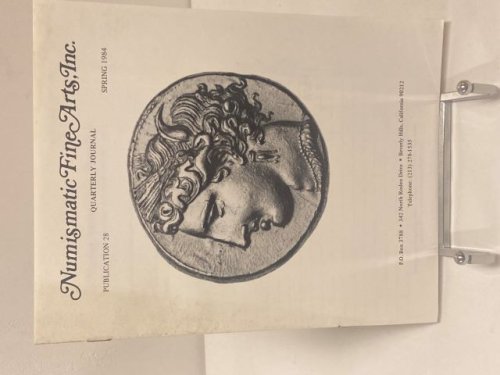 Numismatic Fine Arts, Inc.
QUARTERLY JOURNAL
PUBLICATION 28 SPRING 1984
P.O. Box 3788 • 342 North Rodeo Drive • Beverly Hills, California 90212
Telephone: (213) 278-1535